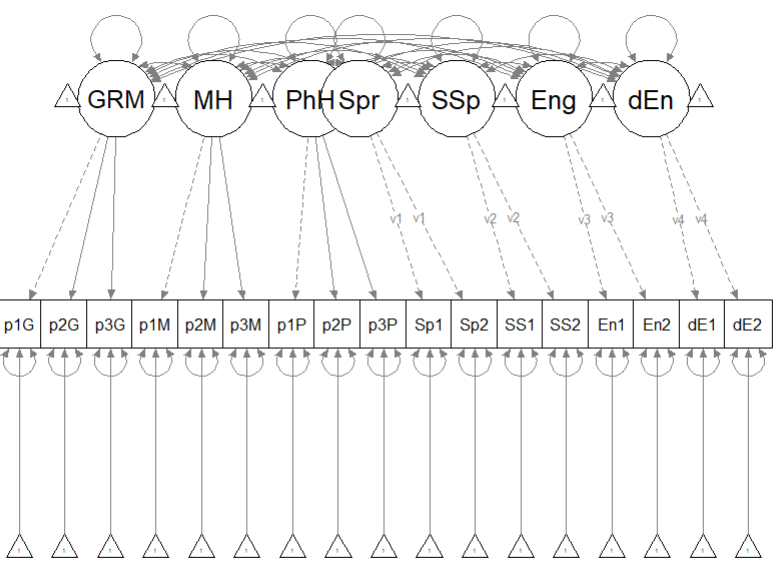 GRM MH PhH Spr SSp Eng dEn
v1 v1 v2 v2 v3 v3 v4 v4
p1G p2G p3G p1M p2M p3M p1P p2P p3P Sp1 Sp2 SS1 SS2 En1 En2 dE1 dE2